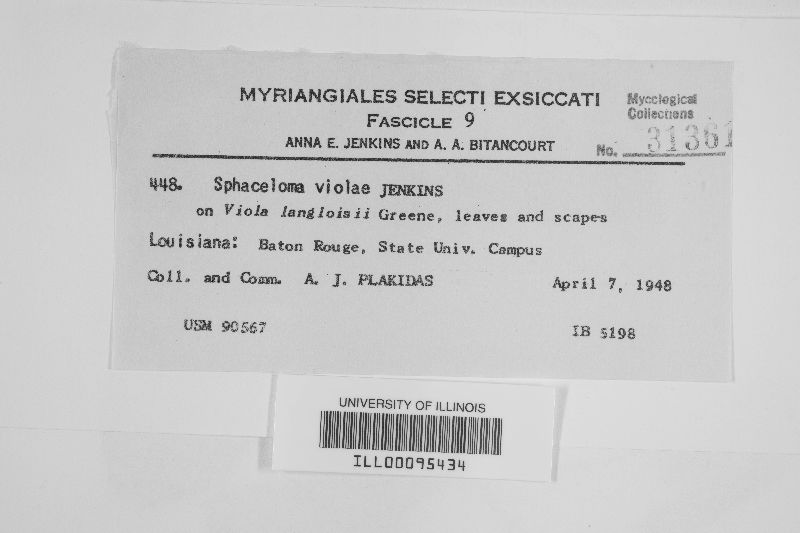 MYRIANGIALES SELECTI EXSICCATI
FASCICLE 9
ANNA E. JENKINS AND A. A. BITANCOURT
Mycological
Collections
No. 31361
448. Sphaceloma violae JENKINS
on Viola langloisii Greene, leaves and scapes
Louisiana: Baton Rouge, State Univ. Campus
Coll. and Comm. A. J. PLAKIDAS April 7, 1948
USM 90567 IB 5198
UNIVERSITY OF ILLINOIS
ILL00095434